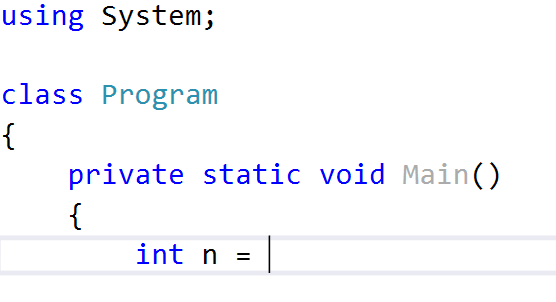 using System;
class Program
{
private static void Main()
{
int n =